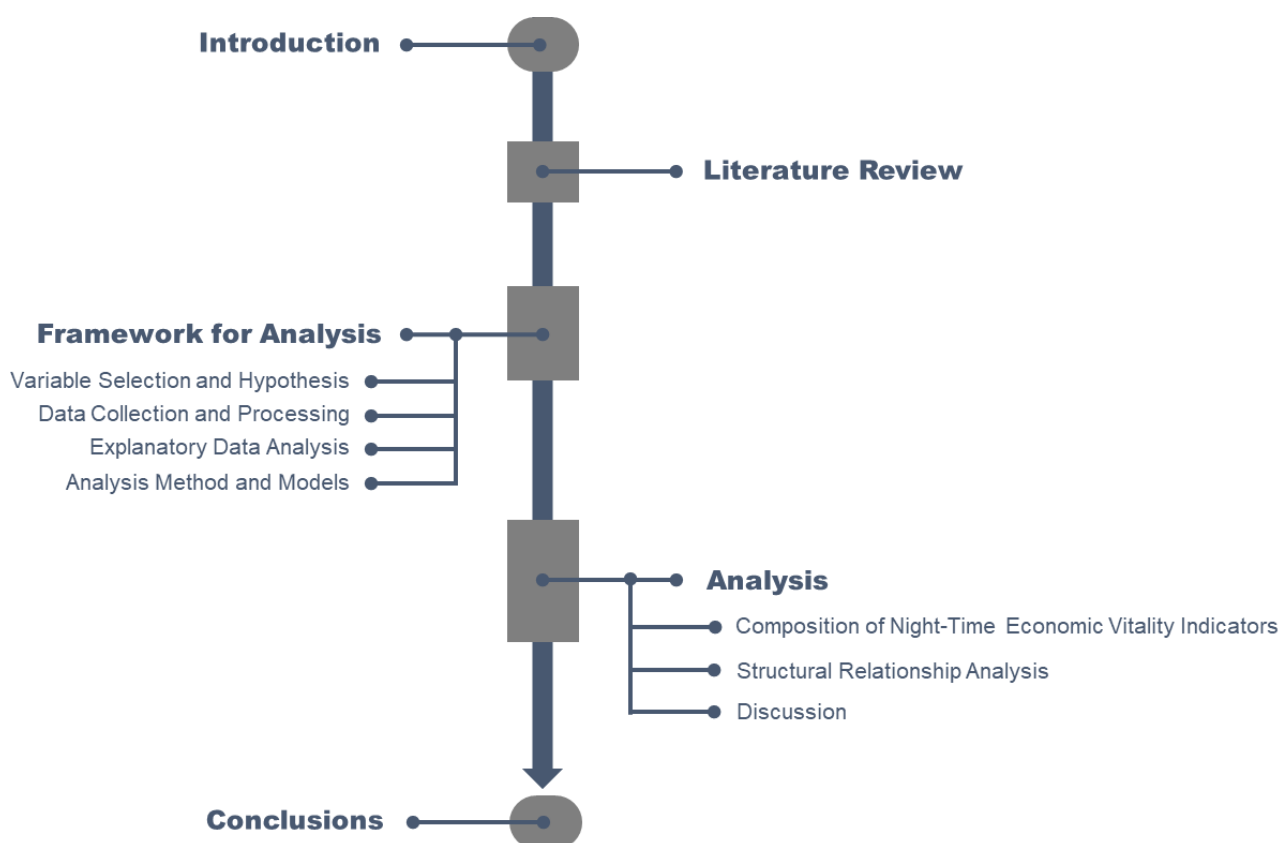 Introduction
Literature Review
Framework for Analysis
Variable Selection and Hypothesis
Data Collection and Processing
Explanatory Data Analysis
Analysis Method and Models
Analysis
Composition of Night-Time Economic Vitality Indicators
Structural Relationship Analysis
Discussion
Conclusions